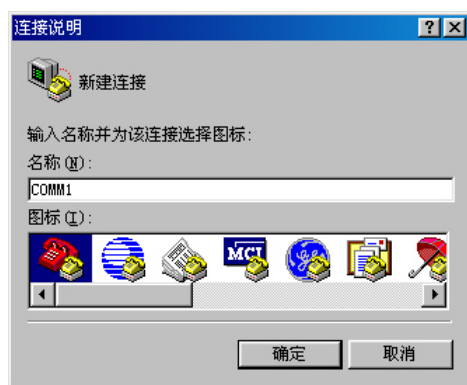 连接说明
新建连接
输入名称并为该连接选择图标:
名称(N):
COMM1
图标(I):
MCI
确定 取消